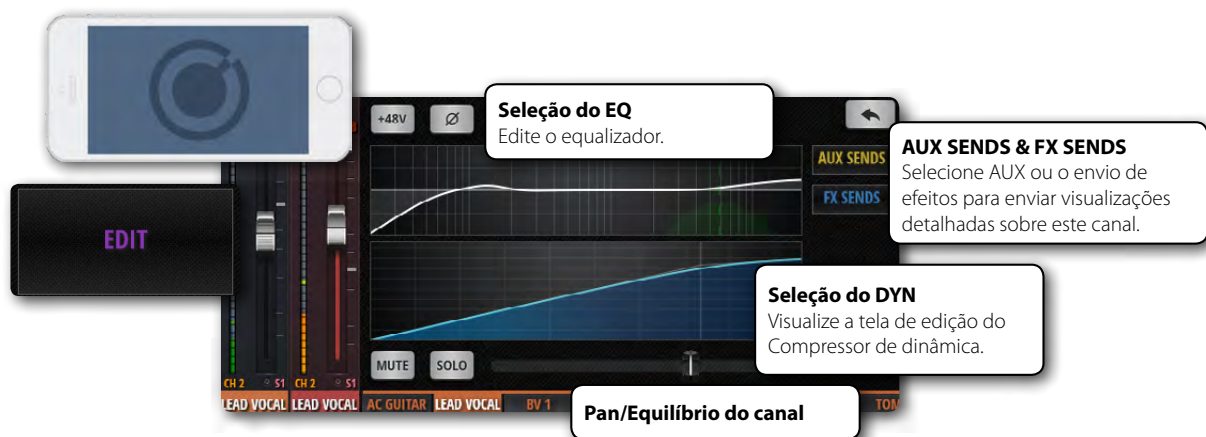 +48V Ø
Seleção do EQ
Edite o equalizador.
AUX SENDS
FX SENDS
AUX SENDS & FX SENDS
Selecione AUX ou o envio de
efeitos para enviar visualizações
detalhadas sobre este canal.
EDIT
Seleção do DYN
Visualize a tela de edição do
Compressor de dinâmica.
MUTE SOLO
CH 2 S1 CH 2 S1
LEAD VOCAL LEAD VOCAL AC GUITAR LEAD VOCAL BV 1
Pan/Equilíbrio do canal